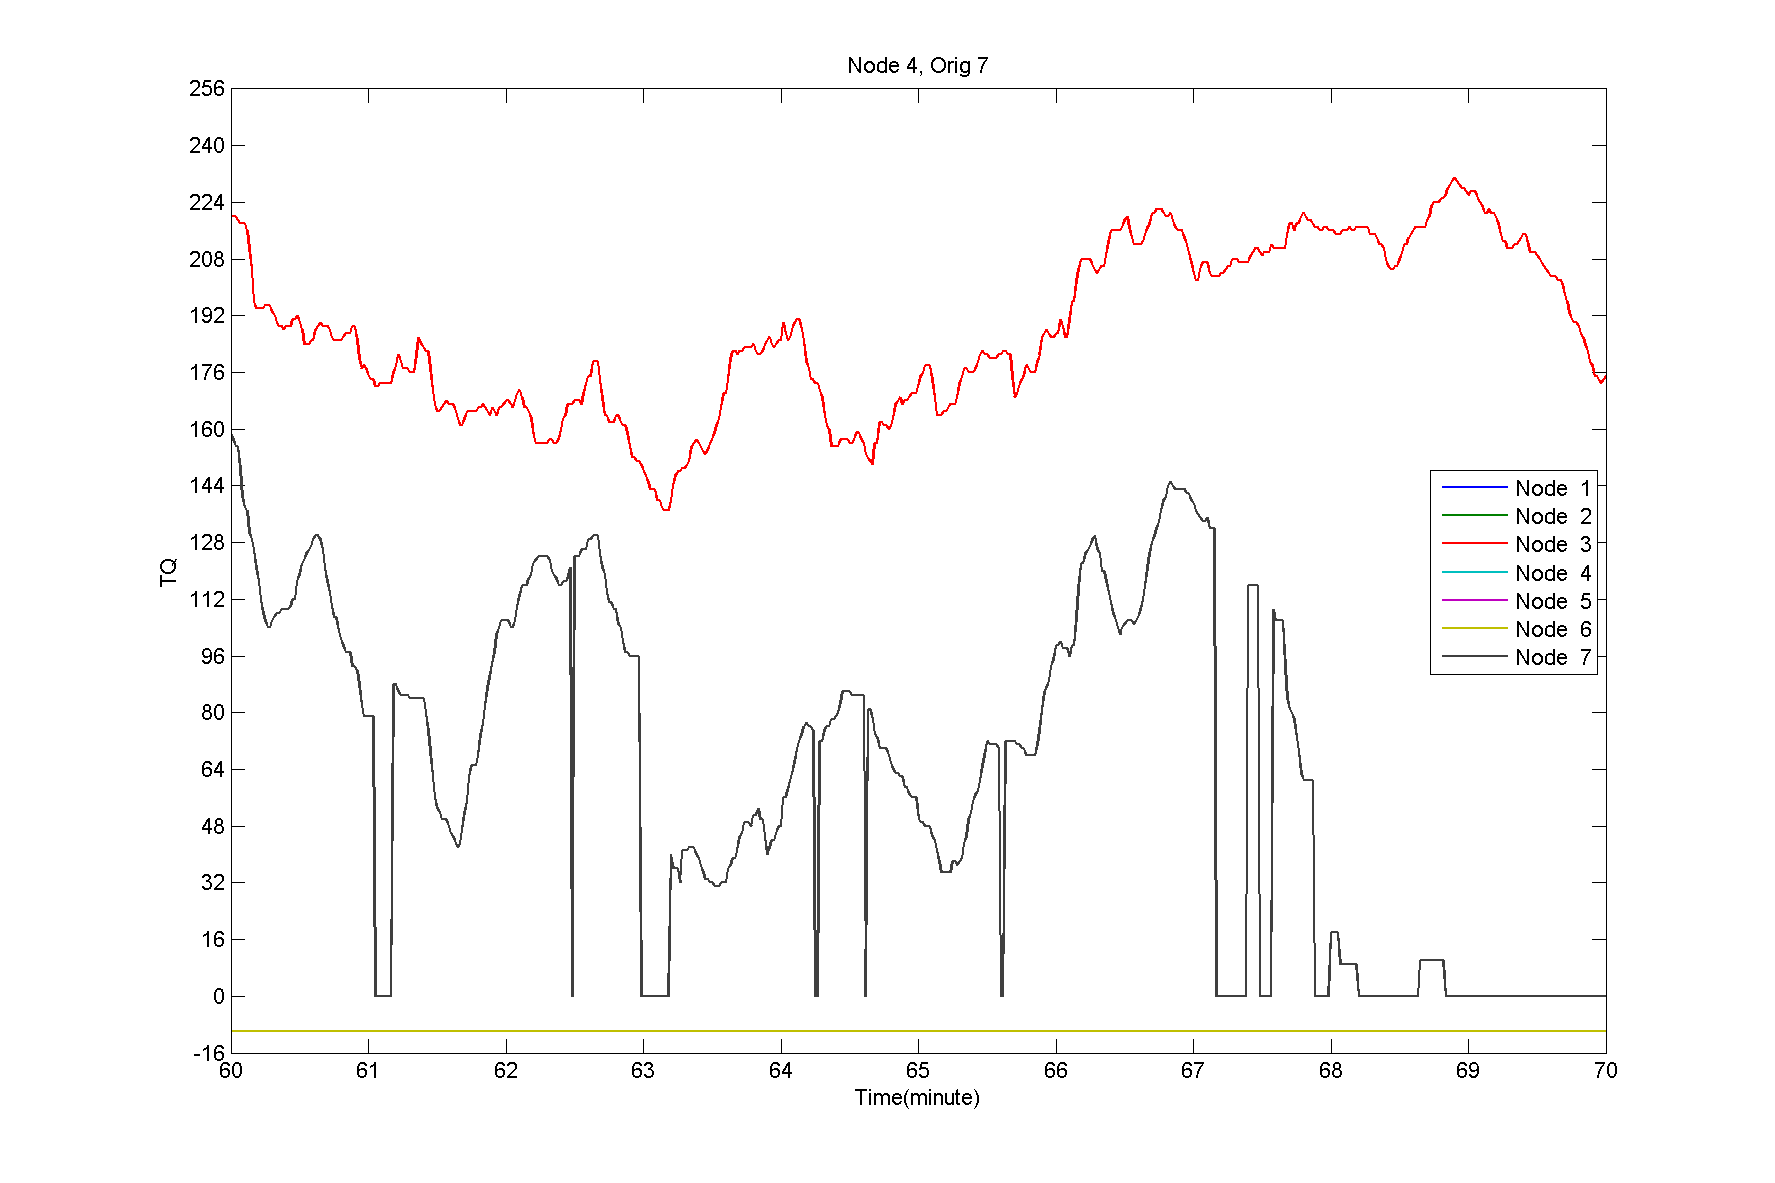 Node 4, Orig 7
256
240
224
208
192
176
160
144
128
112
96
80
64
48
32
16
0
-16
TQ
Node 1
Node 2
Node 3
Node 4
Node 5
Node 6
Node 7
60 61 62 63 64 65 66 67 68 69 70
Time(minute)